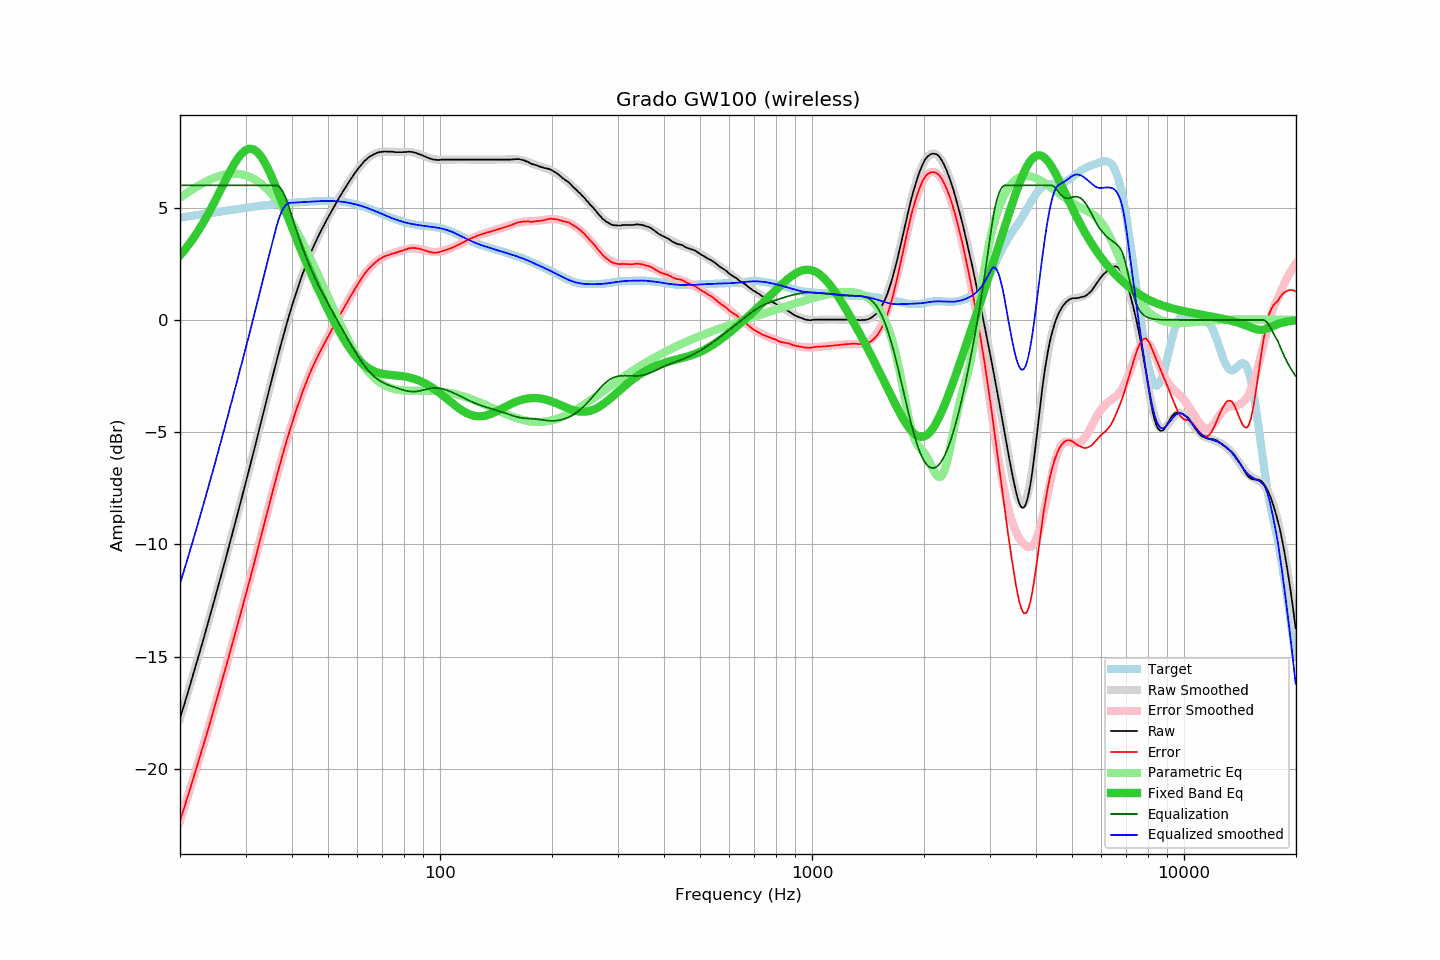 Grado GW100 (wireless)
Amplitude (dBr)
5
0
−5
−10
−15
−20
100
1000
10000
Frequency (Hz)
Target
Raw Smoothed
Error Smoothed
Raw
Error
Parametric Eq
Fixed Band Eq
Equalization
Equalized smoothed